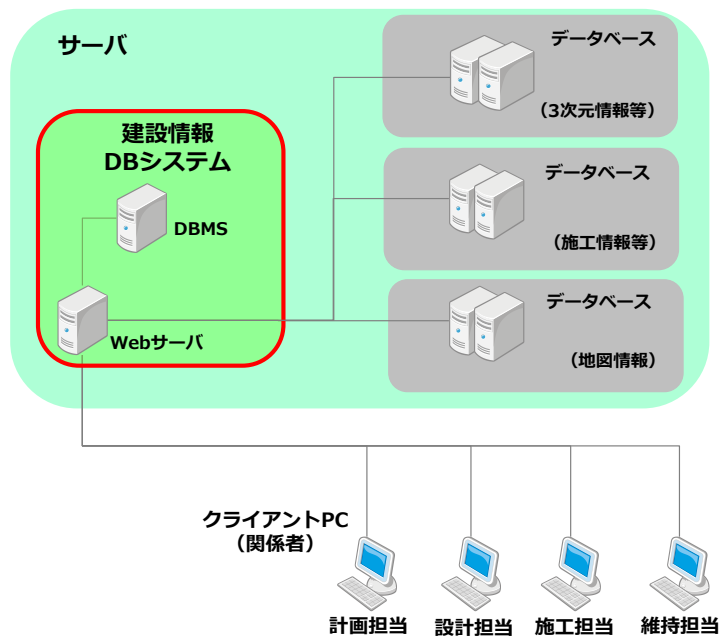 サーバ
建設情報
DBシステム
DBMS
Webサーバ
データベース
（3次元情報等）
データベース
（施工情報等）
データベース
（地図情報）
クライアントPC
（関係者）
計画担当
設計担当
施工担当
維持担当